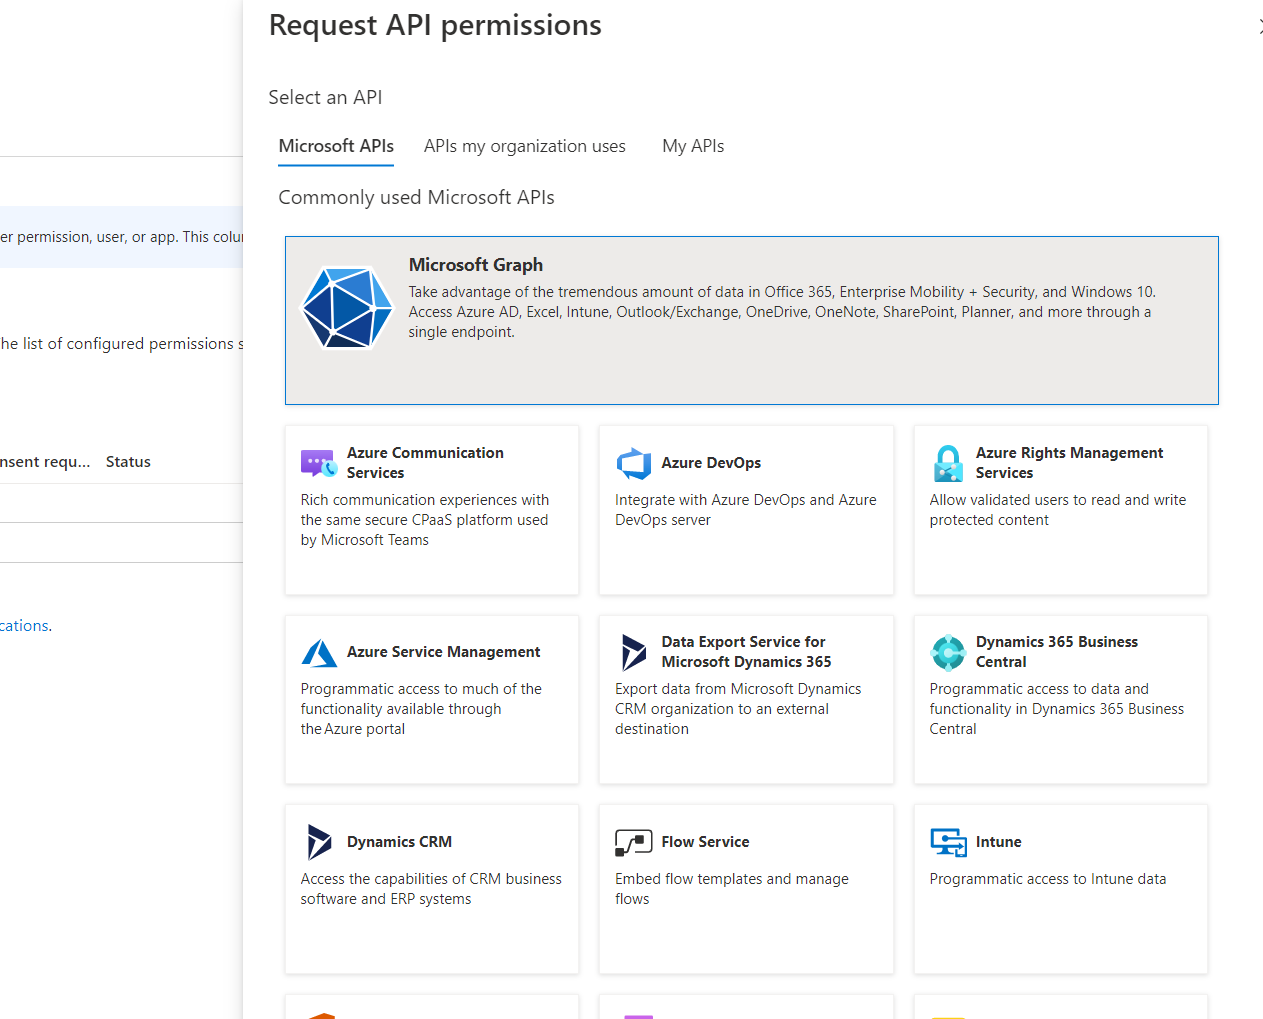 Request API permissions
Select an API
Microsoft APIs
APIs my organization uses
My APIs
Commonly used Microsoft APIs
er permission, user, or app. This colu
he list of configured permissions s
nsent requ...
Status
cations.
Microsoft Graph
Take advantage of the tremendous amount of data in Office 365, Enterprise Mobility + Security, and Windows 10.
Access Azure AD, Excel, Intune, Outlook/Exchange, OneDrive, OneNote, SharePoint, Planner, and more through a
single endpoint.
Azure Communication
Services
Rich communication experiences with
the same secure CPaaS platform used
by Microsoft Teams
Azure DevOps
Integrate with Azure DevOps and Azure
DevOps server
Azure Rights Management
Services
Allow validated users to read and write
protected content
Azure Service Management
Programmatic access to much of the
functionality available through
the Azure portal
Data Export Service for
Microsoft Dynamics 365
Export data from Microsoft Dynamics
CRM organization to an external
destination
Dynamics 365 Business
Central
Programmatic access to data and
functionality in Dynamics 365 Business
Central
Dynamics CRM
Access the capabilities of CRM business
software and ERP systems
Flow Service
Embed flow templates and manage
flows
Intune
Programmatic access to Intune data